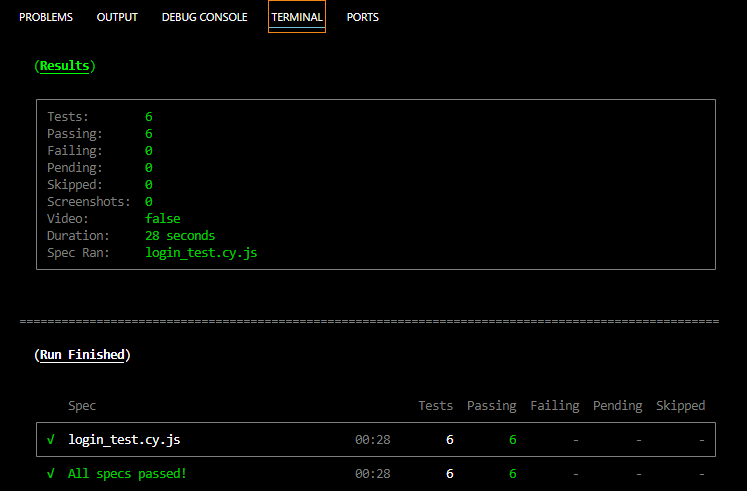 PROBLEMS OUTPUT DEBUG CONSOLE TERMINAL PORTS
(Results)
Tests: 6
Passing: 6
Failing: 0
Pending: 0
Skipped: 0
Screenshots: 0
Video: false
Duration: 28 seconds
Spec Ran: login_test.cy.js
====================================================================================================
(Run Finished)
Spec Tests Passing Failing Pending Skipped
√ login_test.cy.js 00:28 6 6 - - -
√ All specs passed! 00:28 6 6 - - -